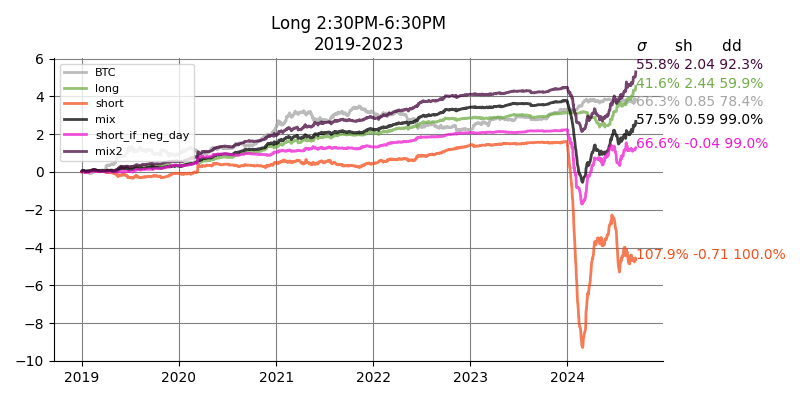 Long 2:30PM-6:30PM
2019-2023
σ sh dd
55.8% 2.04 92.3%
41.6% 2.44 59.9%
66.3% 0.85 78.4%
57.5% 0.59 99.0%
66.6% -0.04 99.0%
107.9% -0.71 100.0%
BTC
long
short
mix
short_if_neg_day
mix2
6
4
2
0
−2
−4
−6
−8
−10
2019 2020 2021 2022 2023 2024